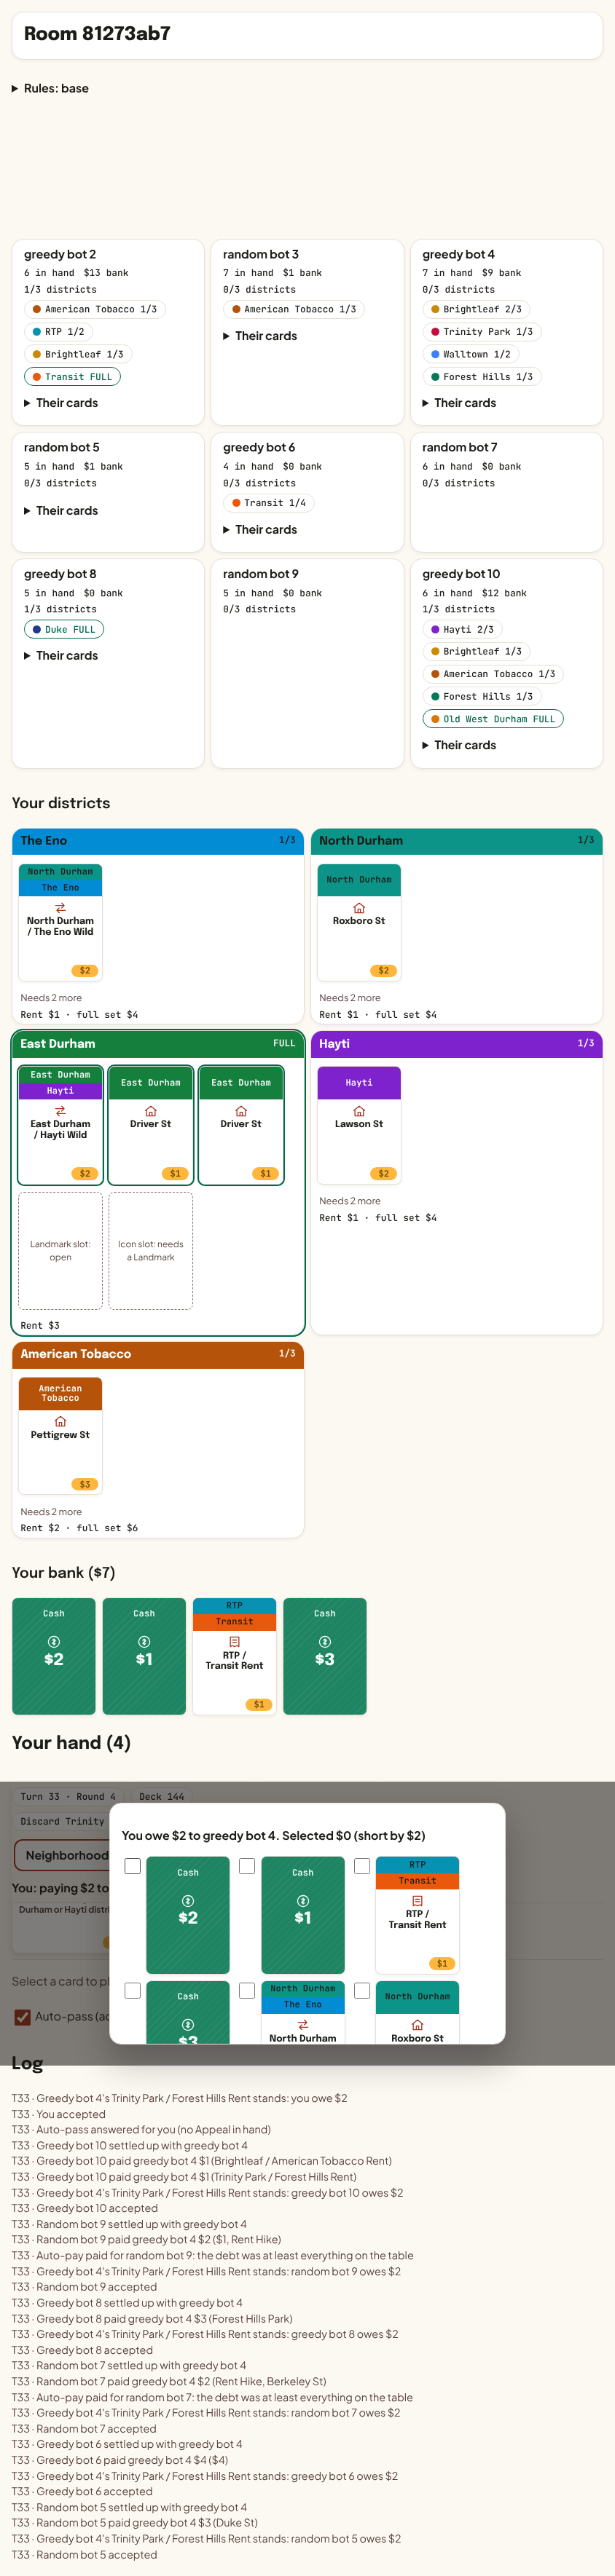 Room 81273ab7
Rules: base
greedy bot 2
6 in hand $13 bank
1/3 districts
American Tobacco 1/3
RTP 1/2
Brightleaf 1/3
Transit FULL
Their cards
random bot 3
7 in hand $1 bank
0/3 districts
American Tobacco 1/3
Their cards
greedy bot 4
7 in hand $9 bank
0/3 districts
Brightleaf 2/3
Trinity Park 1/3
Walltown 1/2
Forest Hills 1/3
Their cards
random bot 5
5 in hand $1 bank
0/3 districts
Their cards
greedy bot 6
4 in hand $0 bank
0/3 districts
Transit 1/4
Their cards
random bot 7
6 in hand $0 bank
0/3 districts
greedy bot 8
5 in hand $0 bank
1/3 districts
Duke FULL
Their cards
random bot 9
5 in hand $0 bank
0/3 districts
greedy bot 10
6 in hand $12 bank
1/3 districts
Hayti 2/3
Brightleaf 1/3
American Tobacco 1/3
Forest Hills 1/3
Old West Durham FULL
Their cards
Your districts
The Eno 1/3
North Durham
The Eno
North Durham
/ The Eno Wild
$2
Needs 2 more
Rent $1 · full set $4
North Durham 1/3
North Durham
Roxboro St
$2
Needs 2 more
Rent $1 · full set $4
East Durham FULL
East Durham
Hayti
East Durham
/ Hayti Wild
$2
East Durham
Driver St
$1
East Durham
Driver St
$1
Landmark slot:
open
Icon slot: needs
a Landmark
Rent $3
Hayti 1/3
Hayti
Lawson St
$2
Needs 2 more
Rent $1 · full set $4
American Tobacco 1/3
American
Tobacco
Pettigrew St
$3
Needs 2 more
Rent $2 · full set $6
Your bank ($7)
Cash
$2
Cash
$1
RTP
Transit
RTP /
Transit Rent
$1
Cash
$3
Your hand (4)
Turn 33 · Round 4
Deck 144
Discard Trinity
Neighborhood
You: paying $2 to
Durham or Hayti distri
Select a card to pl
Auto-pass (ac
You owe $2 to greedy bot 4. Selected $0 (short by $2)
Cash
$2
Cash
$1
RTP
Transit
RTP /
Transit Rent
$1
Cash
$3
North Durham
The Eno
North Durham
North Durham
Roxboro St
Log
T33 · Greedy bot 4's Trinity Park / Forest Hills Rent stands: you owe $2
T33 · You accepted
T33 · Auto-pass answered for you (no Appeal in hand)
T33 · Greedy bot 10 settled up with greedy bot 4
T33 · Greedy bot 10 paid greedy bot 4 $1 (Brightleaf / American Tobacco Rent)
T33 · Greedy bot 10 paid greedy bot 4 $1 (Trinity Park / Forest Hills Rent)
T33 · Greedy bot 4's Trinity Park / Forest Hills Rent stands: greedy bot 10 owes $2
T33 · Greedy bot 10 accepted
T33 · Random bot 9 settled up with greedy bot 4
T33 · Random bot 9 paid greedy bot 4 $2 ($1, Rent Hike)
T33 · Auto-pay paid for random bot 9: the debt was at least everything on the table
T33 · Greedy bot 4's Trinity Park / Forest Hills Rent stands: random bot 9 owes $2
T33 · Random bot 9 accepted
T33 · Greedy bot 8 settled up with greedy bot 4
T33 · Greedy bot 8 paid greedy bot 4 $3 (Forest Hills Park)
T33 · Greedy bot 4's Trinity Park / Forest Hills Rent stands: greedy bot 8 owes $2
T33 · Greedy bot 8 accepted
T33 · Random bot 7 settled up with greedy bot 4
T33 · Random bot 7 paid greedy bot 4 $2 (Rent Hike, Berkeley St)
T33 · Auto-pay paid for random bot 7: the debt was at least everything on the table
T33 · Greedy bot 4's Trinity Park / Forest Hills Rent stands: random bot 7 owes $2
T33 · Random bot 7 accepted
T33 · Greedy bot 6 settled up with greedy bot 4
T33 · Greedy bot 6 paid greedy bot 4 $4 ($4)
T33 · Greedy bot 4's Trinity Park / Forest Hills Rent stands: greedy bot 6 owes $2
T33 · Greedy bot 6 accepted
T33 · Random bot 5 settled up with greedy bot 4
T33 · Random bot 5 paid greedy bot 4 $3 (Duke St)
T33 · Greedy bot 4's Trinity Park / Forest Hills Rent stands: random bot 5 owes $2
T33 · Random bot 5 accepted